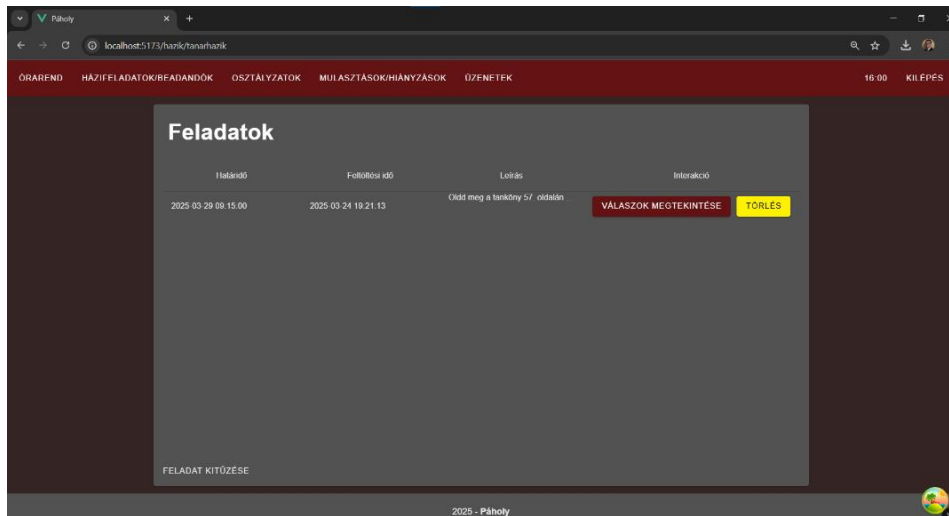 Páholy
localhost:5173/hazik/tanarhazik
ÓRAREND HÁZIFELADATOK/BEADANDÓK OSZTÁLYZATOK MULASZTÁSOK/HIÁNYZÁSOK ÜZENETEK 16:00 KILÉPÉS
Feladatok
Határidő Feltöltési idő Leírás Interakció
2025-03-29 09:15:00 2025-03-24 19:21:13 Oldd meg a tankönyv 57. oldalán ... VÁLASZOK MEGTEKINTÉSE TÖRLÉS
FELADAT KITŰZÉSE
2025 - Páholy